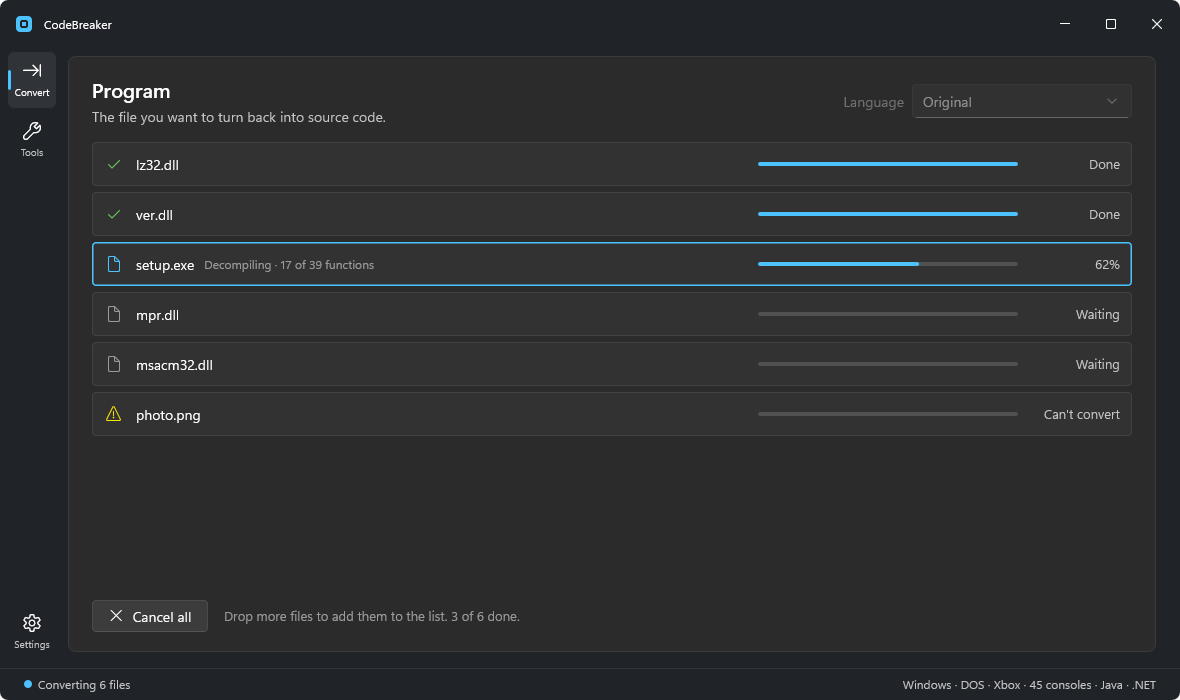 CodeBreaker
Convert
Tools
Program
The file you want to turn back into source code.
Language
Original
lz32.dll
Done
ver.dll
Done
setup.exe Decompiling · 17 of 39 functions
62%
mpr.dll
Waiting
msacm32.dll
Waiting
photo.png
Can't convert
Cancel all
Drop more files to add them to the list. 3 of 6 done.
Settings
Converting 6 files
Windows · DOS · Xbox · 45 consoles · Java · .NET